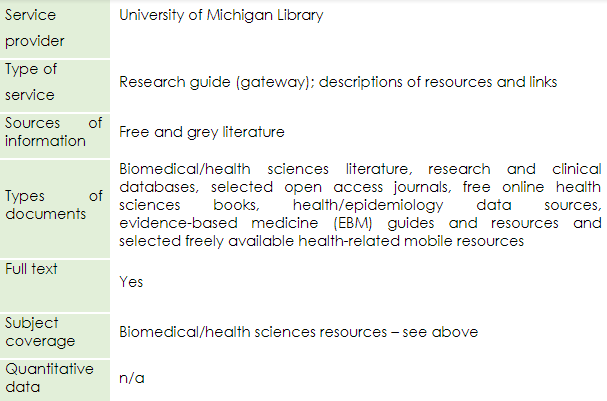 Service provider
University of Michigan Library
Type of service
Research guide (gateway); descriptions of resources and links
Sources of information
Free and grey literature
Types of documents
Biomedical/health sciences literature, research and clinical
databases, selected open access journals, free online health
sciences books, health/epidemiology data sources,
evidence-based medicine (EBM) guides and resources and
selected freely available health-related mobile resources
Full text
Yes
Subject coverage
Biomedical/health sciences resources – see above
Quantitative data
n/a